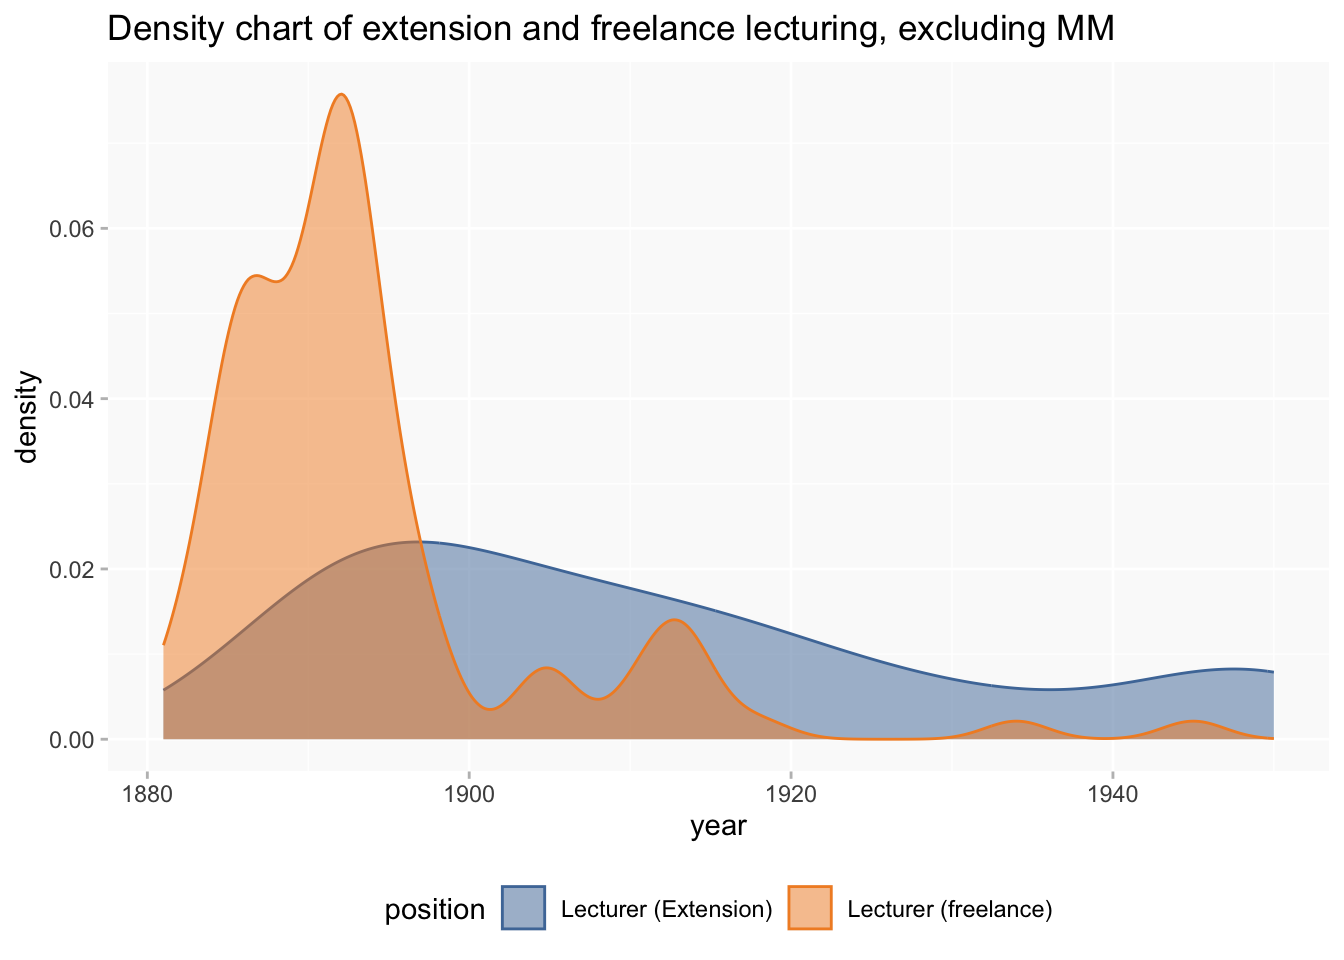 Density chart of extension and freelance lecturing, excluding MM
0.06
0.04
0.02
0.00
density
1880 1900 1920 1940
year
position Lecturer (Extension) Lecturer (freelance)